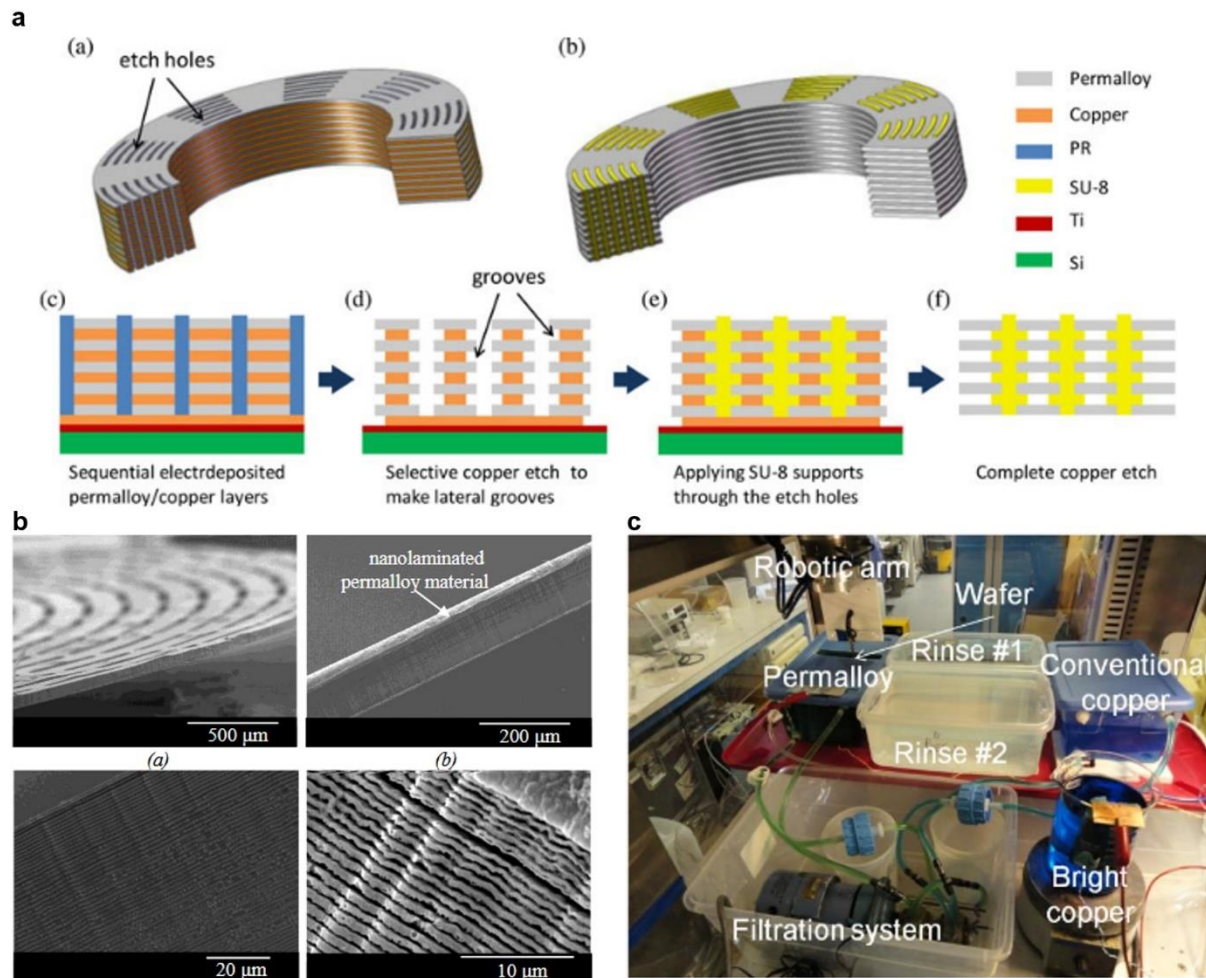 a
(a)
etch holes
(b)
Permalloy
Copper
PR
SU-8
Ti
Si
(c)
(d)
grooves
(e)
(f)
Sequential electrdeposited
permalloy/copper layers
Selective copper etch to
make lateral grooves
Applying SU-8 supports
through the etch holes
Complete copper etch
b
500 µm
(a)
nanolaminated
permalloy material
200 µm
(b)
20 µm
10 µm
c
Robotic arm
Wafer
Rinse #1
Permalloy
Conventional
copper
Rinse #2
Bright
copper
Filtration system